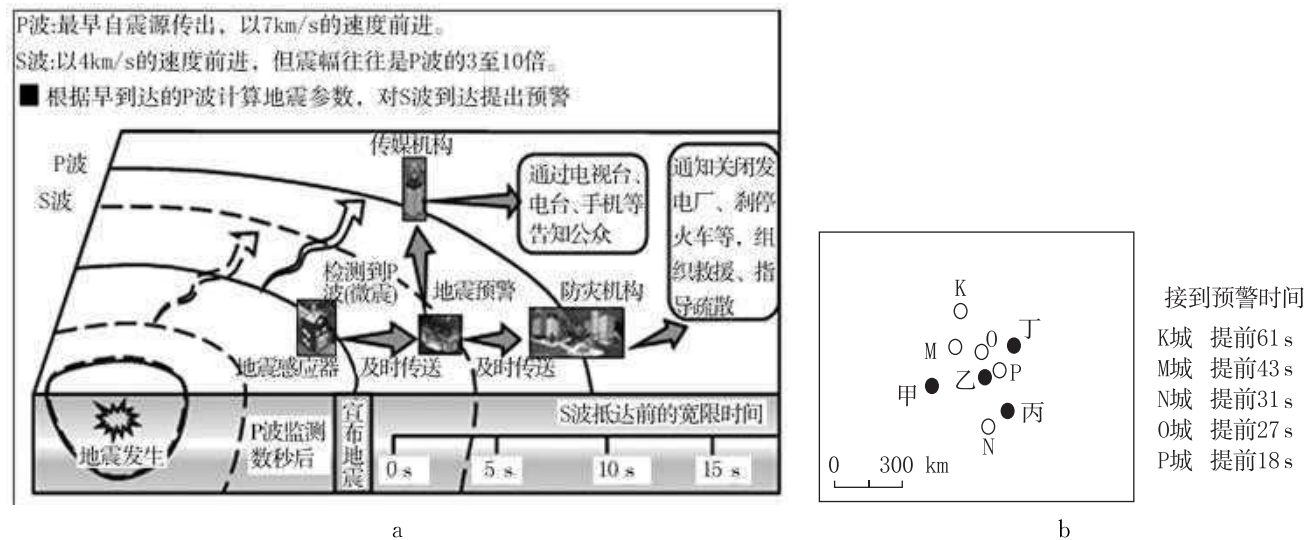 P波:最早自震源传出，以7km/s的速度前进。
S波:以4km/s的速度前进，但震幅往往是P波的3至10倍。
■ 根据早到达的P波计算地震参数，对S波到达提出预警
P波
S波
传媒机构
通过电视台、
电台、手机等
告知公众
通知关闭发
电厂、刹停
火车等，组
织救援、指
导疏散
检测到P
波(微震)
地震预警
防灾机构
地震感应器
及时传送
及时传送
地震发生
P波监测
数秒后
宣布地震
S波抵达前的宽限时间
0 s
5 s
10 s
15 s
a
K
M
O
丁
甲
乙
P
丙
N
0 300 km
b
接到预警时间
K城 提前61s
M城 提前43s
N城 提前31s
O城 提前27s
P城 提前18s